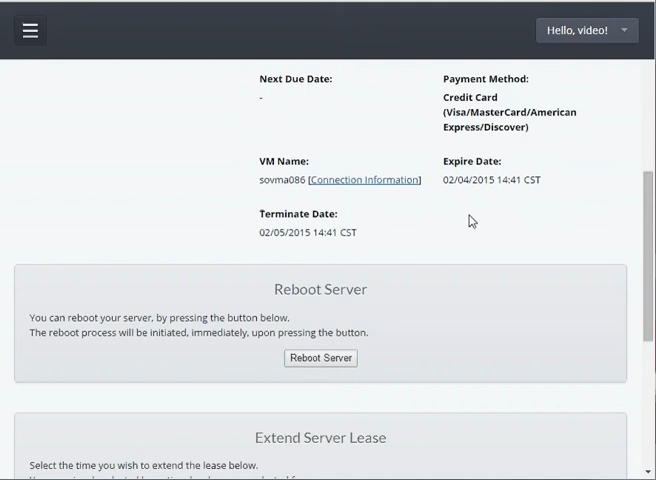 Hello, video!
Next Due Date:
Payment Method:
-
Credit Card
(Visa/MasterCard/American
Express/Discover)
VM Name:
Expire Date:
sovma086 [Connection Information]
02/04/2015 14:41 CST
Terminate Date:
02/05/2015 14:41 CST
Reboot Server
You can reboot your server, by pressing the button below.
The reboot process will be initiated, immediately, upon pressing the button.
Reboot Server
Extend Server Lease
Select the time you wish to extend the lease below.